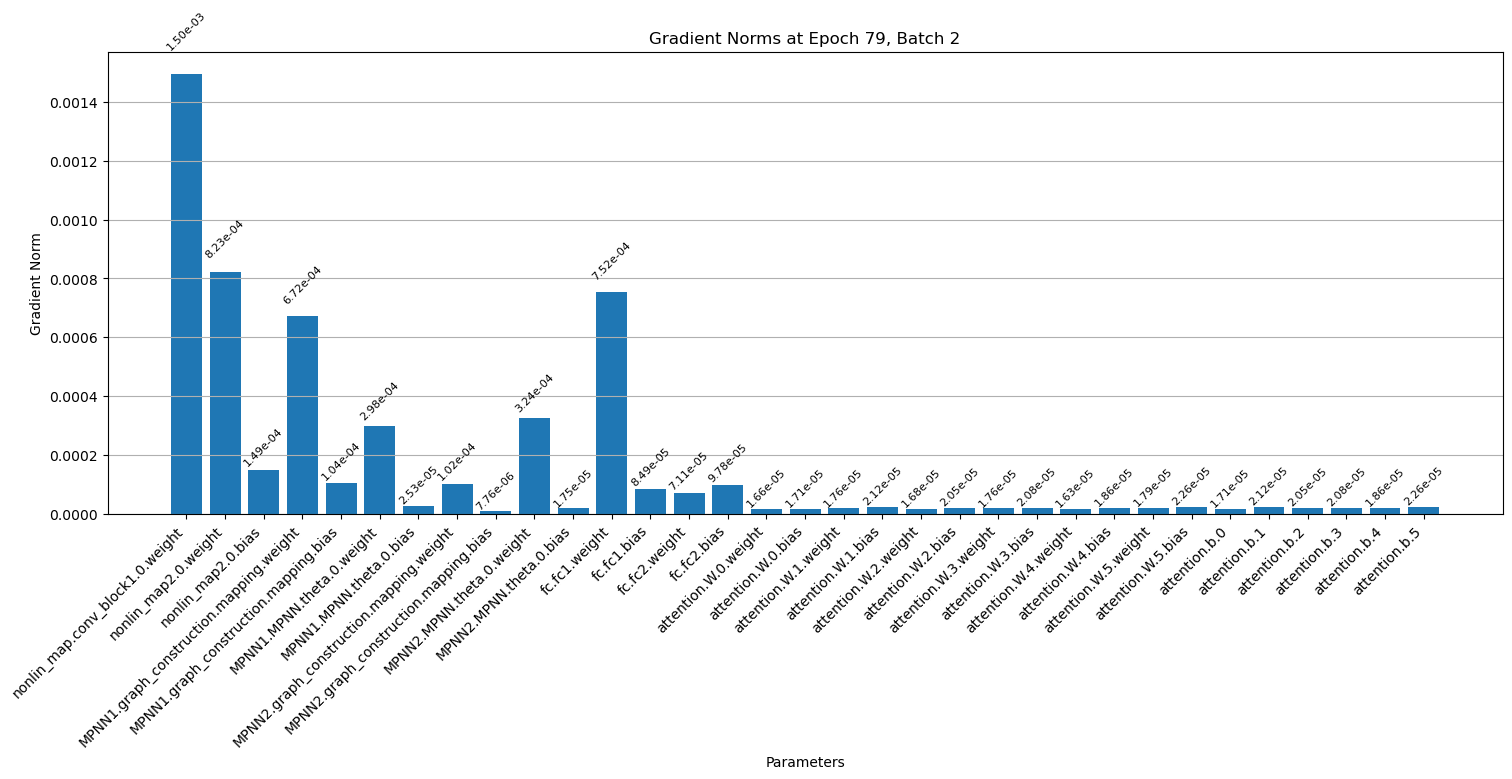 Gradient Norms at Epoch 79, Batch 2
Gradient Norm
0.0014
0.0012
0.0010
0.0008
0.0006
0.0004
0.0002
0.0000
1.50e-03
8.23e-04
1.49e-04
6.72e-04
1.04e-04
2.98e-04
2.53e-05
1.02e-04
7.76e-06
3.24e-04
1.75e-05
7.52e-04
8.49e-05
7.11e-05
9.78e-05
1.66e-05
1.71e-05
1.76e-05
2.12e-05
1.68e-05
2.05e-05
1.76e-05
2.08e-05
1.63e-05
1.86e-05
1.79e-05
2.26e-05
1.71e-05
2.12e-05
2.05e-05
2.08e-05
1.86e-05
2.26e-05
nonlin_map.conv_block1.0.weight
nonlin_map2.0.weight
nonlin_map2.0.bias
MPNN1.graph_construction.mapping.weight
MPNN1.graph_construction.mapping.bias
MPNN1.MPNN.theta.0.weight
MPNN1.MPNN.theta.0.bias
MPNN2.graph_construction.mapping.weight
MPNN2.graph_construction.mapping.bias
MPNN2.MPNN.theta.0.weight
MPNN2.MPNN.theta.0.bias
fc.fc1.weight
fc.fc1.bias
fc.fc2.weight
fc.fc2.bias
attention.W.0.weight
attention.W.0.bias
attention.W.1.weight
attention.W.1.bias
attention.W.2.weight
attention.W.2.bias
attention.W.3.weight
attention.W.3.bias
attention.W.4.weight
attention.W.4.bias
attention.W.5.weight
attention.W.5.bias
attention.b.0
attention.b.1
attention.b.2
attention.b.3
attention.b.4
attention.b.5
Parameters